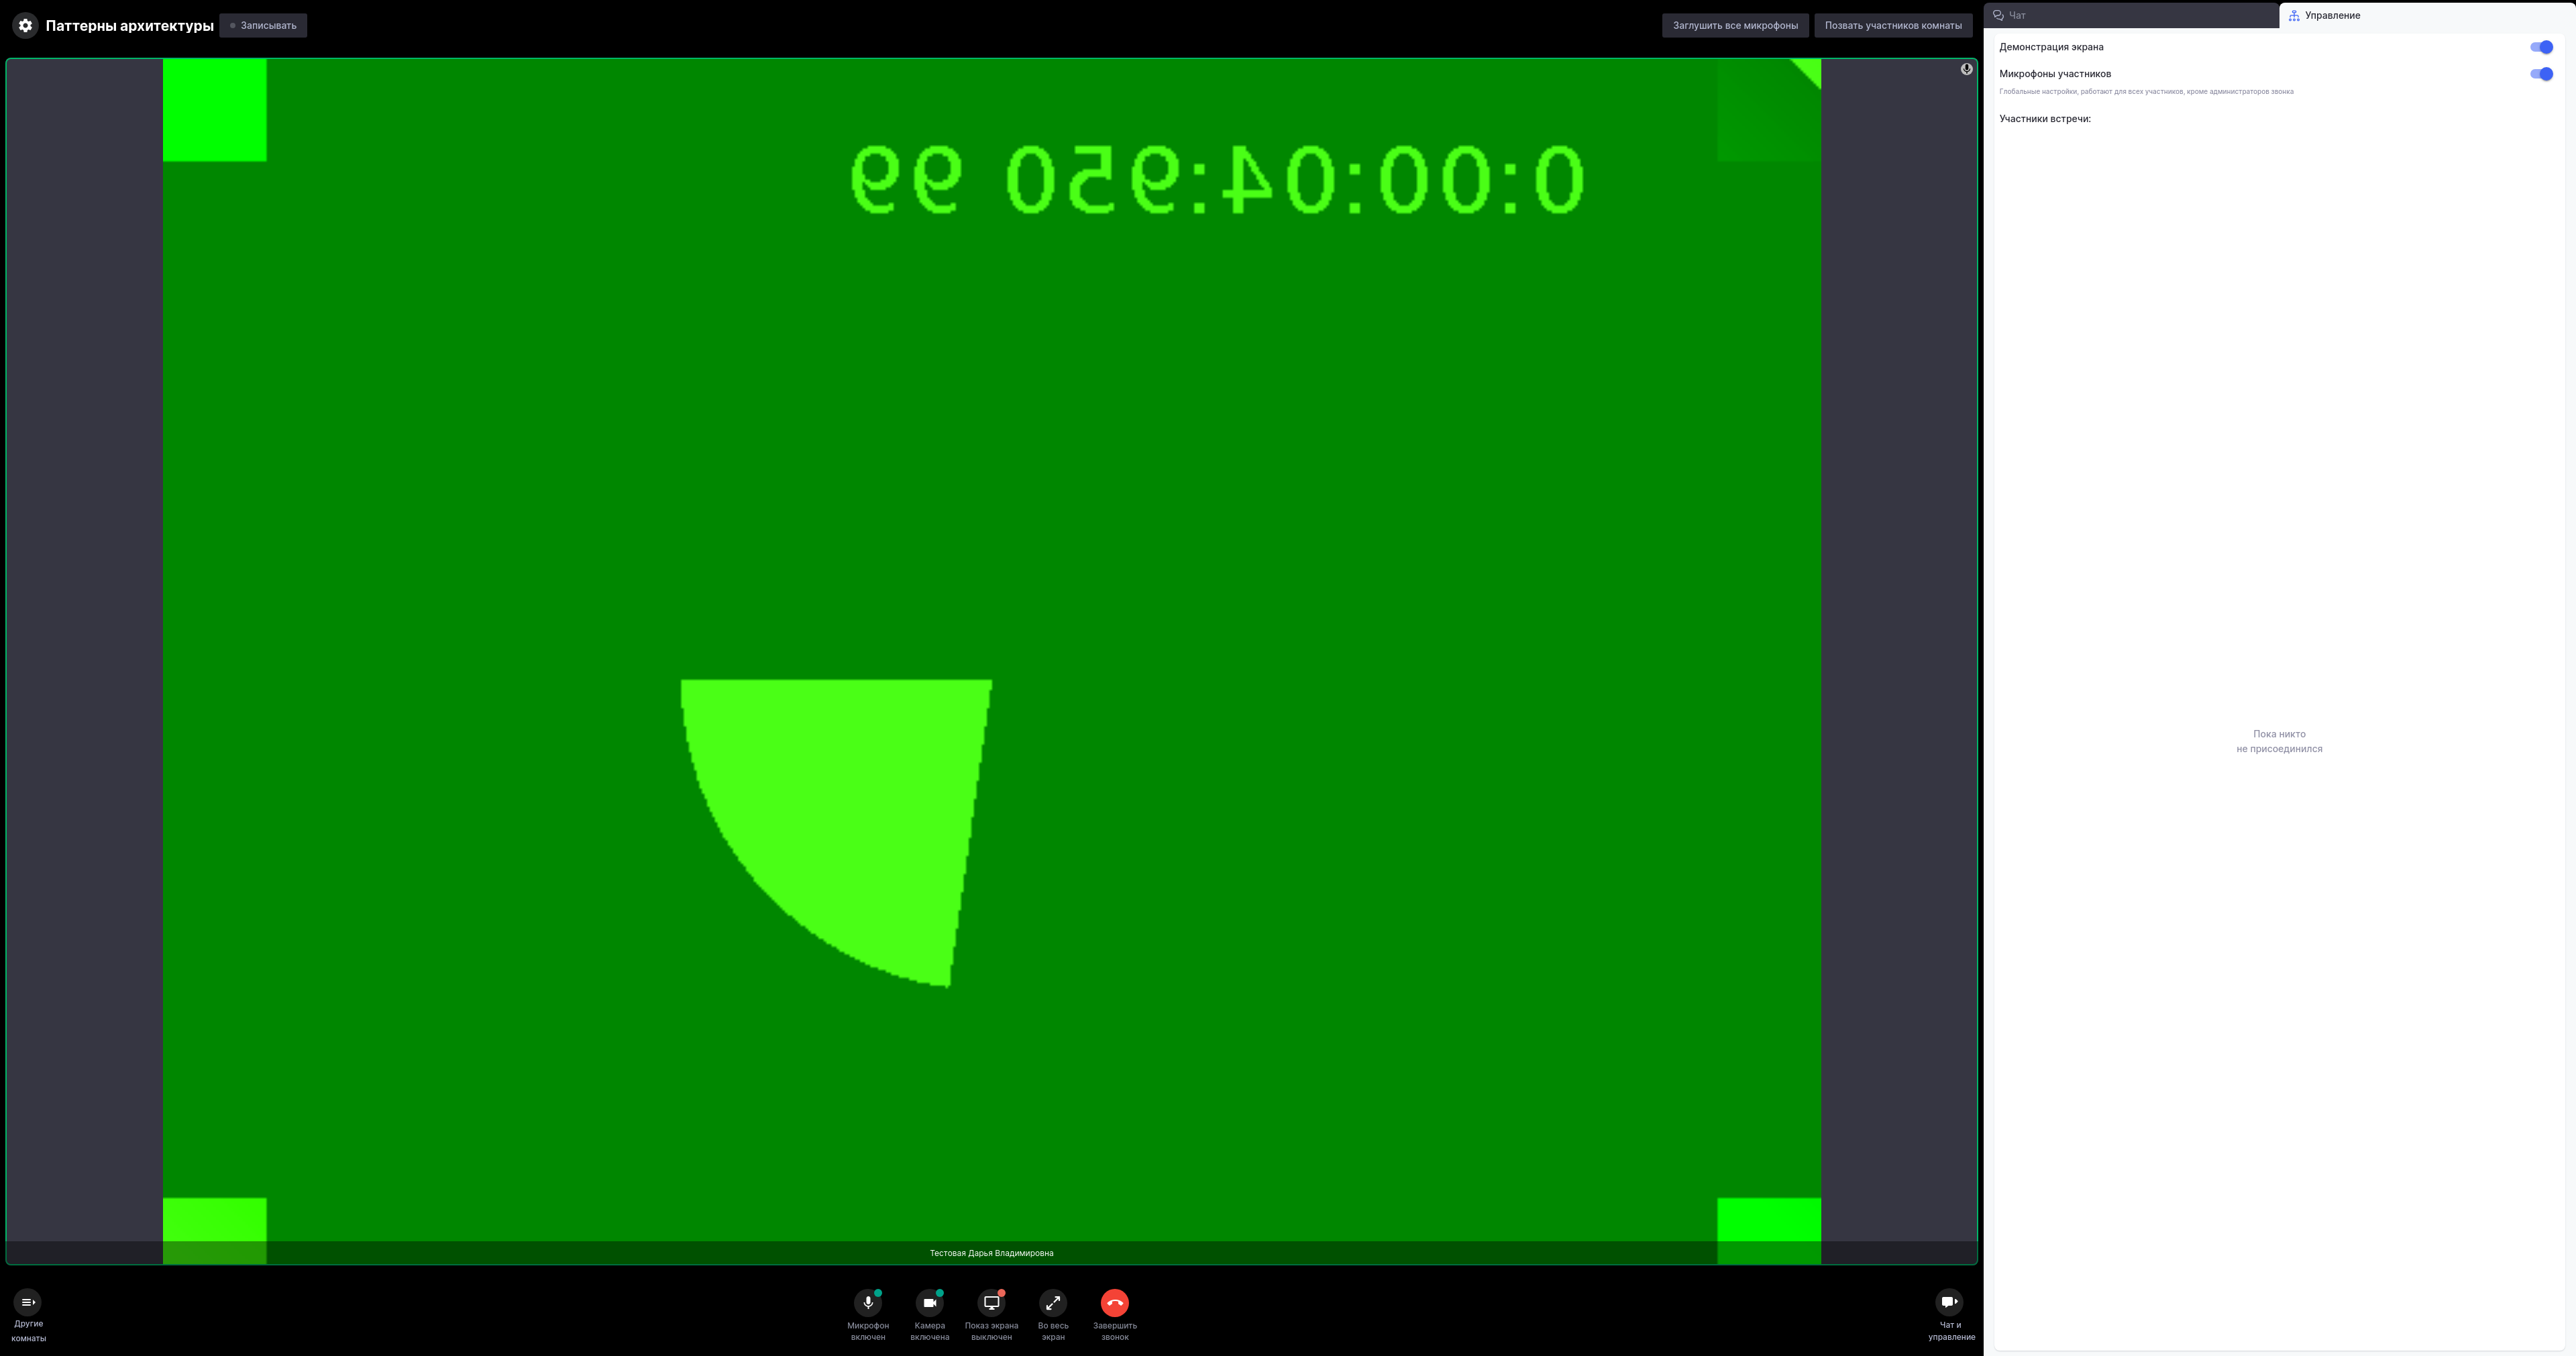 Паттерны архитектуры
Записывать
Заглушить все микрофоны
Позвать участников комнаты
0:00:04:950 99
Тестовая Дарья Владимировна
Другие
комнаты
Микрофон
включен
Камера
включена
Показ экрана
выключен
Во весь
экран
Завершить
звонок
Чат и
управление
Чат
Управление
Демонстрация экрана
Микрофоны участников
Глобальные настройки, работают для всех участников, кроме администраторов звонка
Участники встречи:
Пока никто
не присоединился